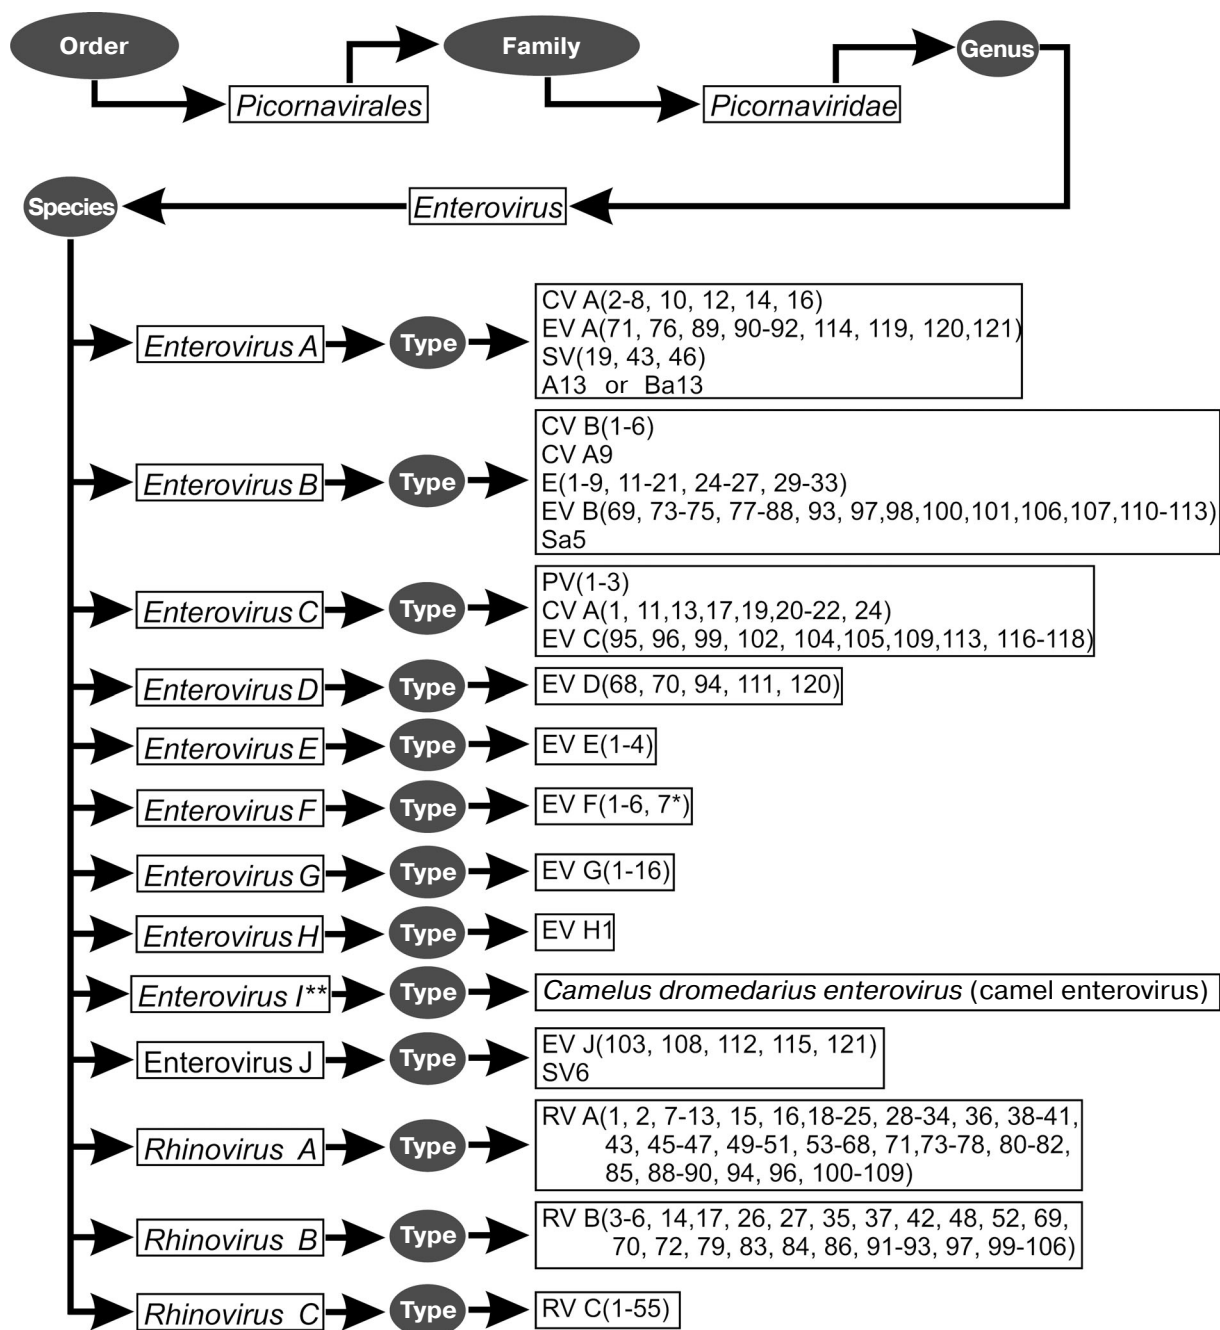 Order
Family
Genus
Picornavirales
Picornaviridae
Species
Enterovirus
Enterovirus A
Type
CV A(2-8, 10, 12, 14, 16)
EV A(71, 76, 89, 90-92, 114, 119, 120,121)
SV(19, 43, 46)
A13 or Ba13
Enterovirus B
Type
CV B(1-6)
CV A9
E(1-9, 11-21, 24-27, 29-33)
EV B(69, 73-75, 77-88, 93, 97,98,100,101,106,107,110-113)
Sa5
Enterovirus C
Type
PV(1-3)
CV A(1, 11,13,17,19,20-22, 24)
EV C(95, 96, 99, 102, 104,105,109,113, 116-118)
Enterovirus D
Type
EV D(68, 70, 94, 111, 120)
Enterovirus E
Type
EV E(1-4)
Enterovirus F
Type
EV F(1-6, 7*)
Enterovirus G
Type
EV G(1-16)
Enterovirus H
Type
EV H1
Enterovirus I**
Type
Camelus dromedarius enterovirus (camel enterovirus)
Enterovirus J
Type
EV J(103, 108, 112, 115, 121)
SV6
Rhinovirus A
Type
RV A(1, 2, 7-13, 15, 16,18-25, 28-34, 36, 38-41,
43, 45-47, 49-51, 53-68, 71,73-78, 80-82,
85, 88-90, 94, 96, 100-109)
Rhinovirus B
Type
RV B(3-6, 14,17, 26, 27, 35, 37, 42, 48, 52, 69,
70, 72, 79, 83, 84, 86, 91-93, 97, 99-106)
Rhinovirus C
Type
RV C(1-55)